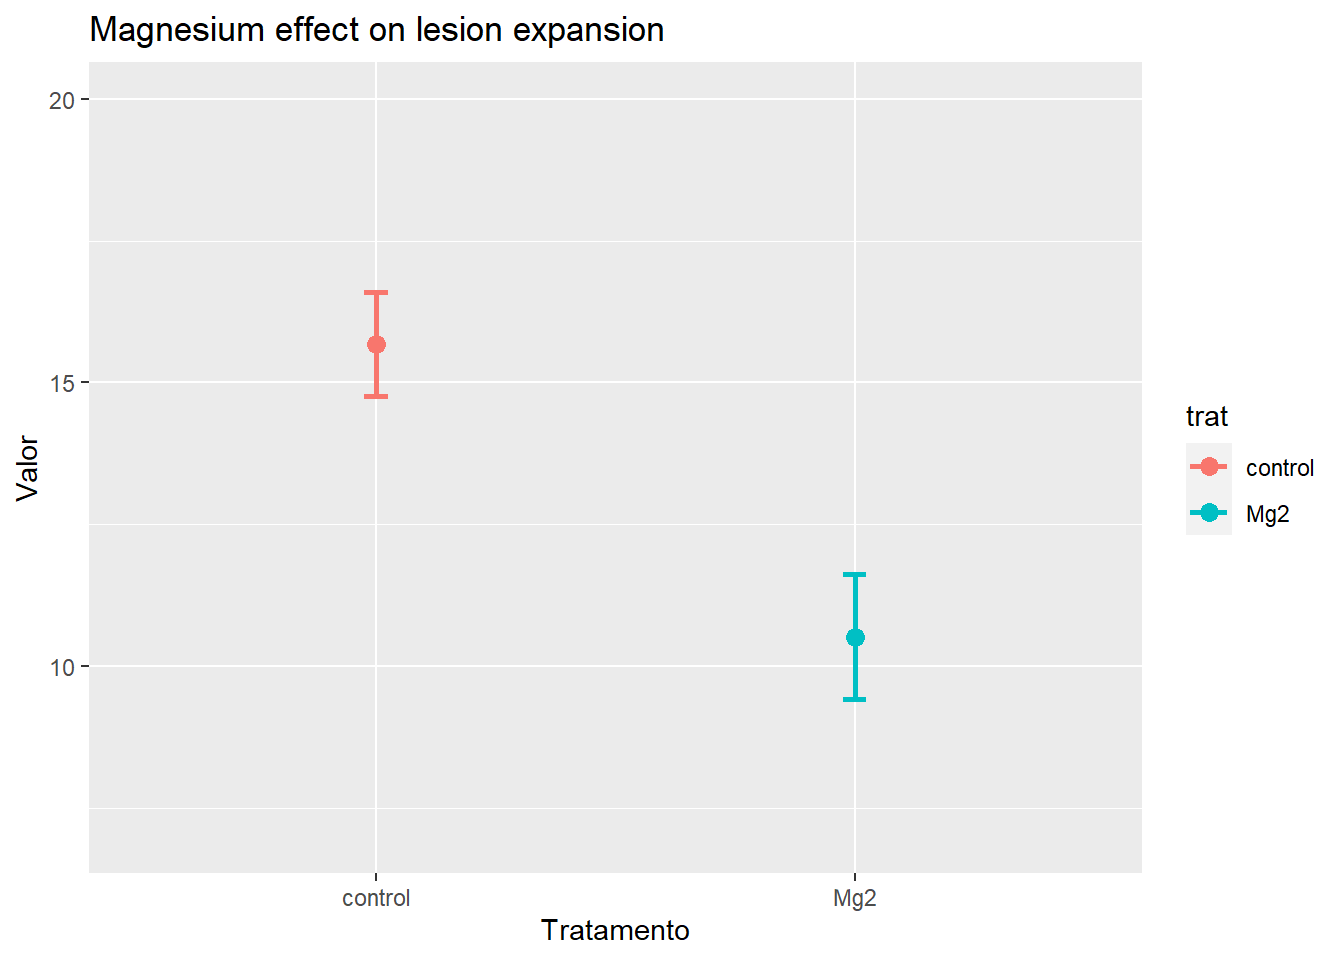 Magnesium effect on lesion expansion
20
15
10
Valor
control
Mg2
Tratamento
trat
control
Mg2